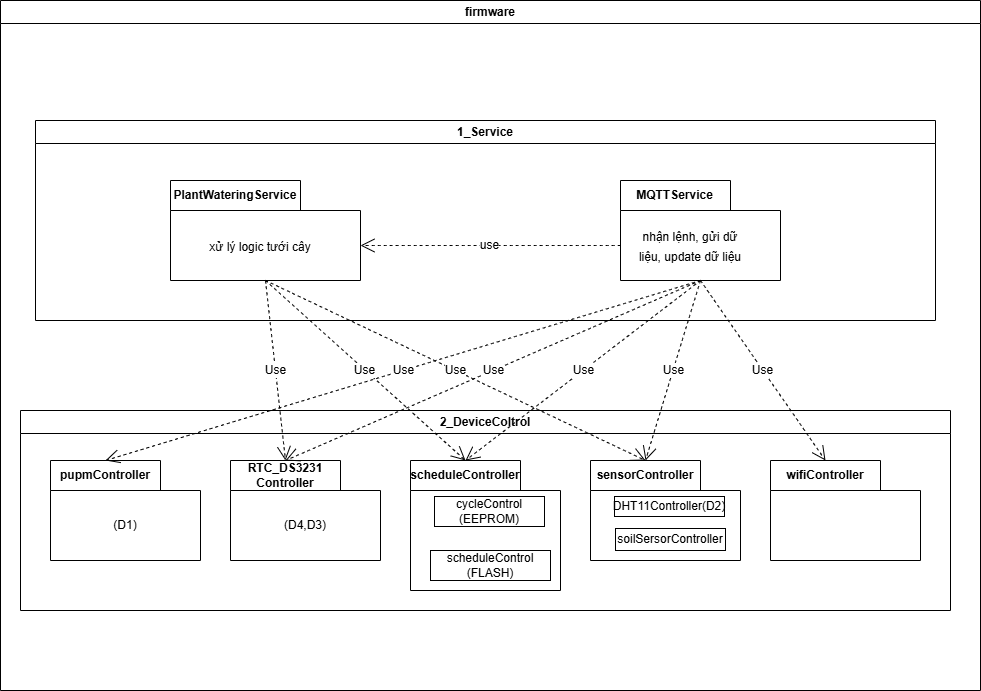 firmware
1_Service
PlantWateringService
MQTTService
xử lý logic tưới cây
use
nhận lệnh, gửi dữ
liệu, update dữ liệu
Use
Use
Use
Use
Use
Use
Use
Use
2_DeviceColtrol
pupmController
RTC_DS3231
Controller
scheduleController
sensorController
wifiController
(D1)
(D4,D3)
cycleControl
(EEPROM)
scheduleControl
(FLASH)
DHT11Controller(D2)
soilSersorController